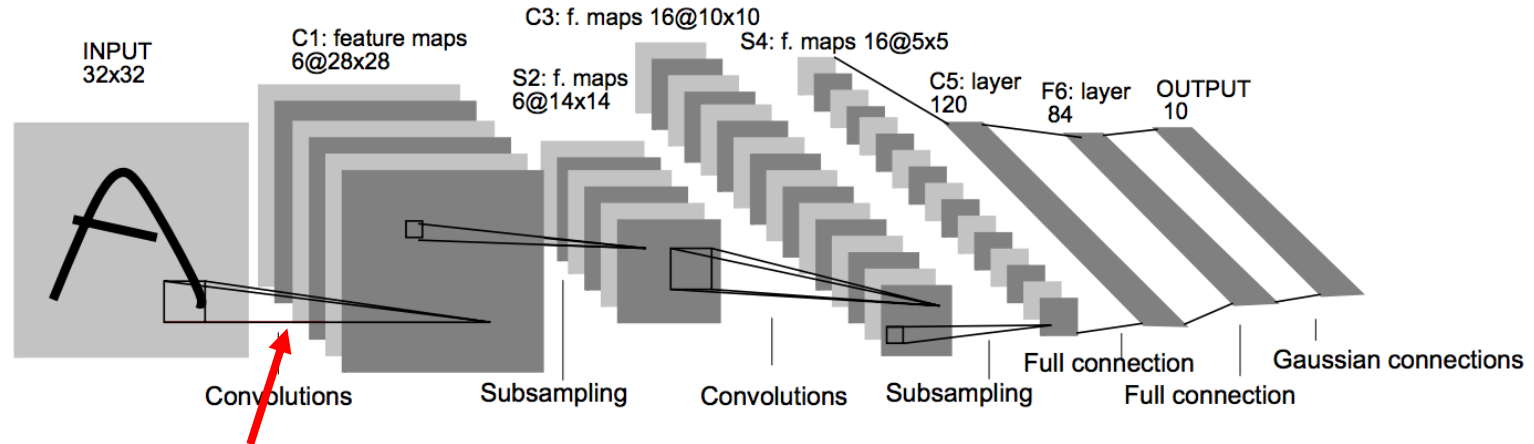 INPUT
32x32
C1: feature maps
6@28x28
S2: f. maps
6@14x14
C3: f. maps 16@10x10
S4: f. maps 16@5x5
C5: layer
120
F6: layer
84
OUTPUT
10
Convolutions
Subsampling
Convolutions
Subsampling
Full connection
Full connection
Gaussian connections
A